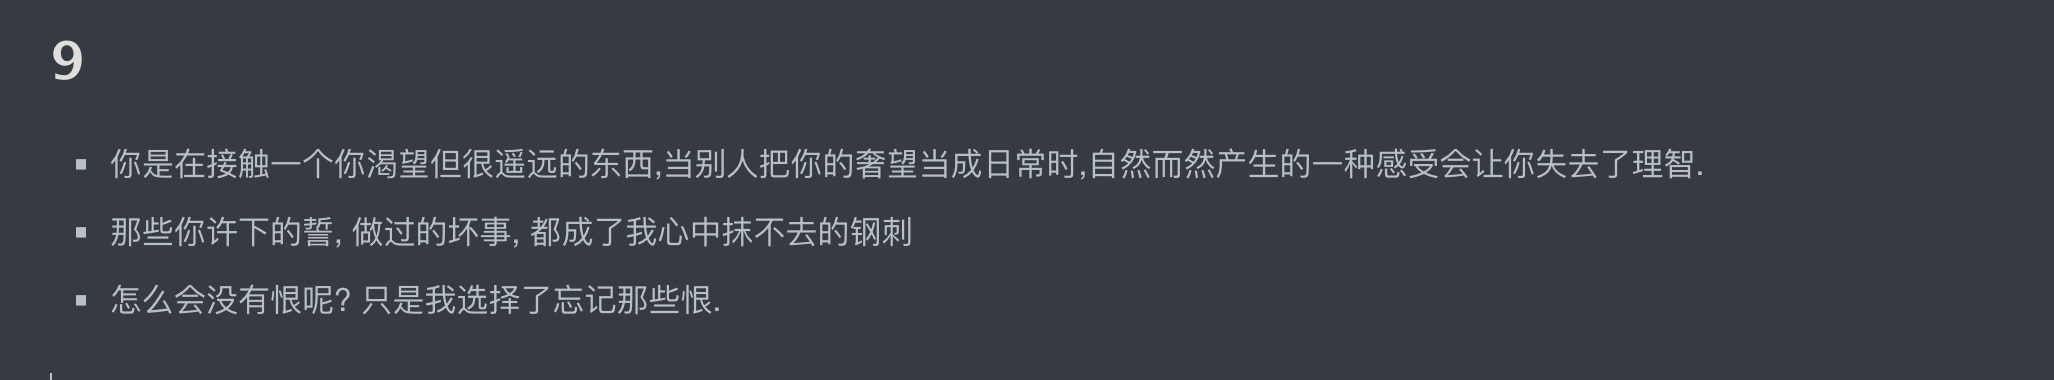 9
▪ 你是在接触一个你渴望但很遥远的东西,当别人把你的奢望当成日常时,自然而然产生的一种感受会让你失去了理智.
▪ 那些你许下的誓, 做过的坏事, 都成了我心中抹不去的钢刺
▪ 怎么会没有恨呢? 只是我选择了忘记那些恨.